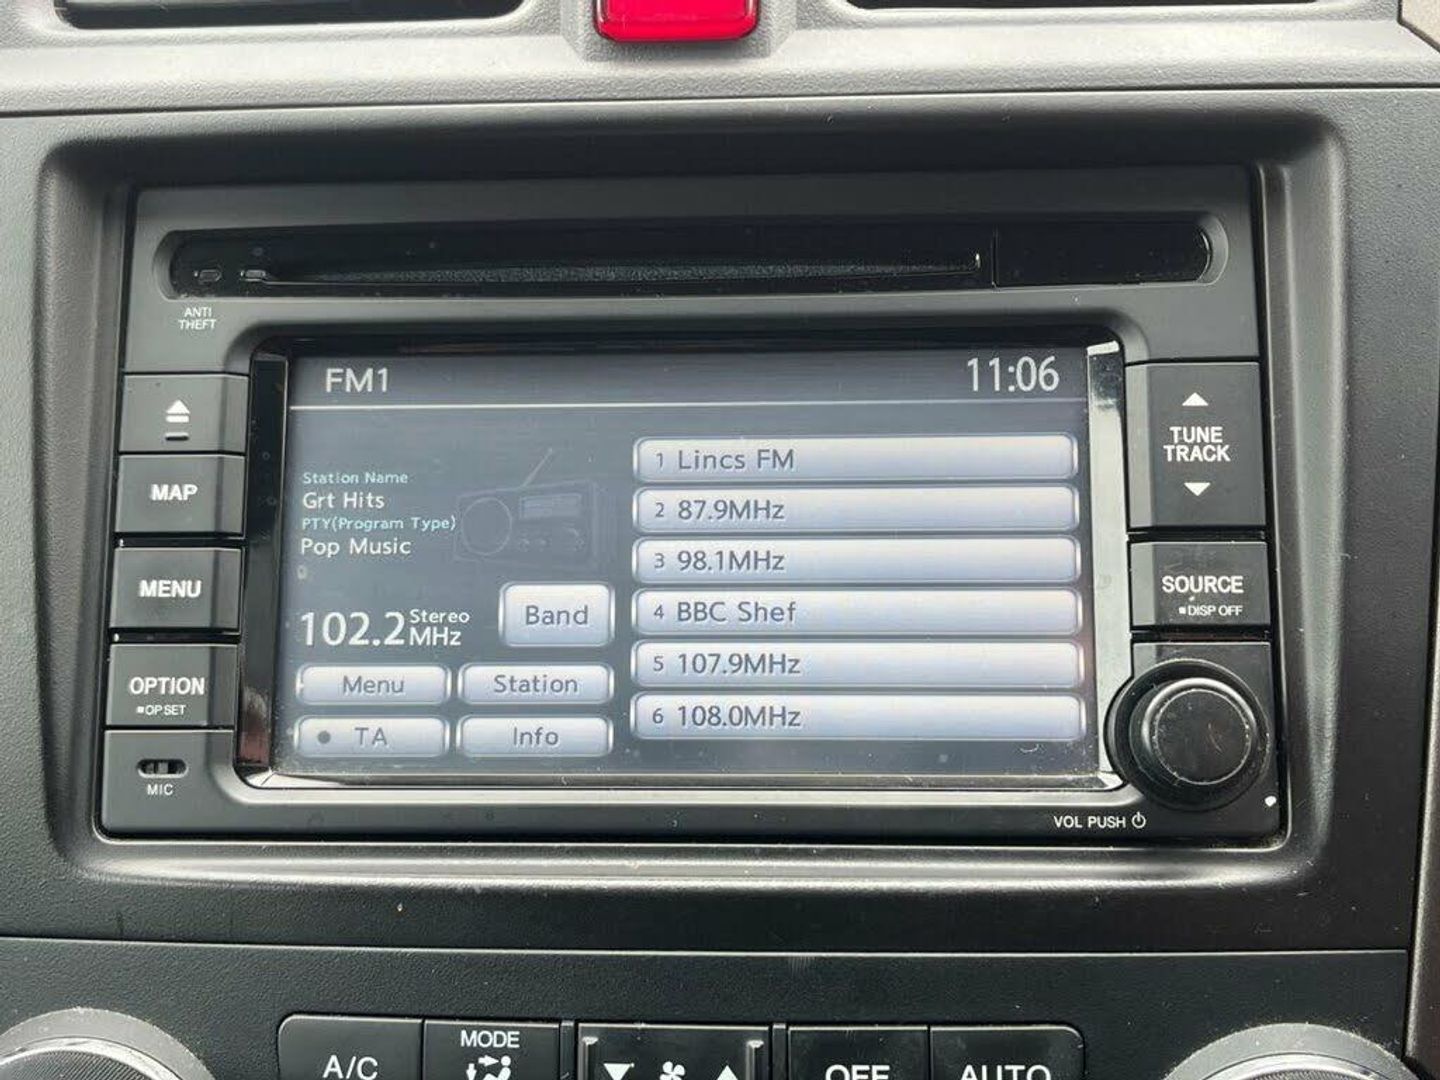 ANTI
THEFT
FM1
11:06
MAP
MENU
OPTION
OP SET
MIC
Station Name
Grt Hits
PTY(Program Type)
Pop Music
102.2 Stereo
MHz
Band
Menu
Station
TA
Info
1 Lincs FM
2 87.9MHz
3 98.1MHz
4 BBC Shef
5 107.9MHz
6 108.0MHz
TUNE
TRACK
SOURCE
DISP OFF
VOL PUSH
A/C
MODE
OFF
AUTO